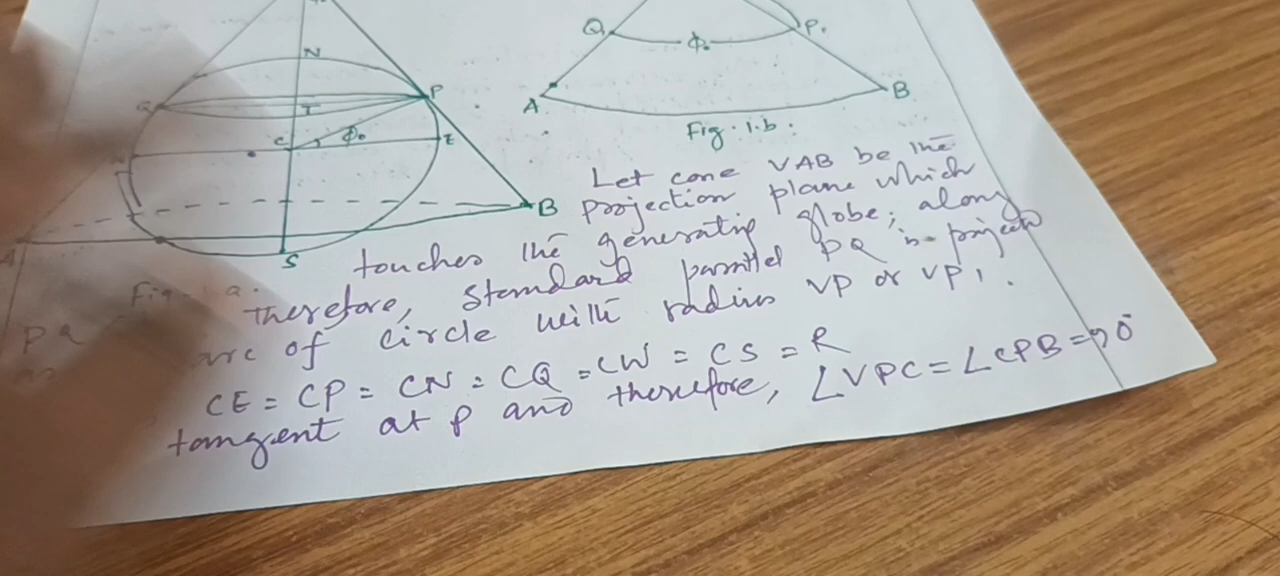 N
Q
P
T
C
Φ₀
E
B
S
Q
Φ₀
P₁
A
B
Fig. 1.b.
Let cone VAB be the
projection plane which
touches the generating globe; along
Therefore, standard parallel PQ is
arc of circle with radius VP or VP₁.
CE = CP = CN = CQ = CW = CS = R
tangent at P and therefore, ∠VPC = ∠CPB = 90°